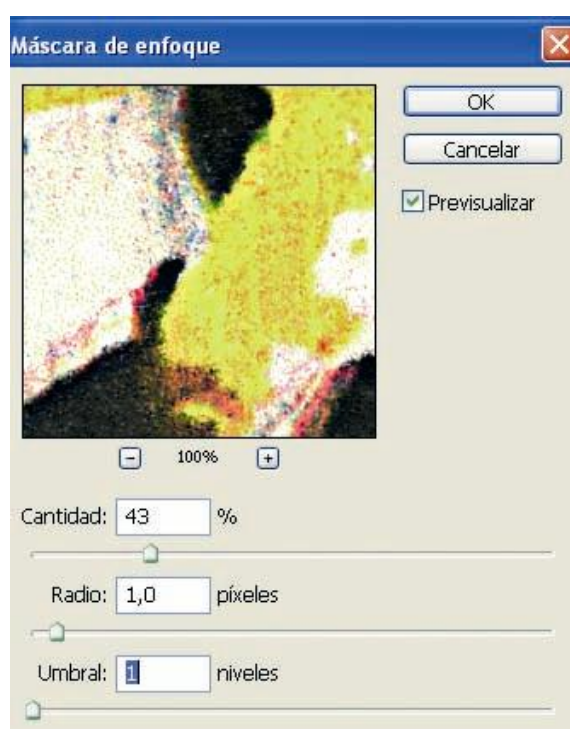 Máscara de enfoque
OK
Cancelar
Previsualizar
100%
Cantidad: 43 %
Radio: 1,0 píxeles
Umbral: 1 niveles